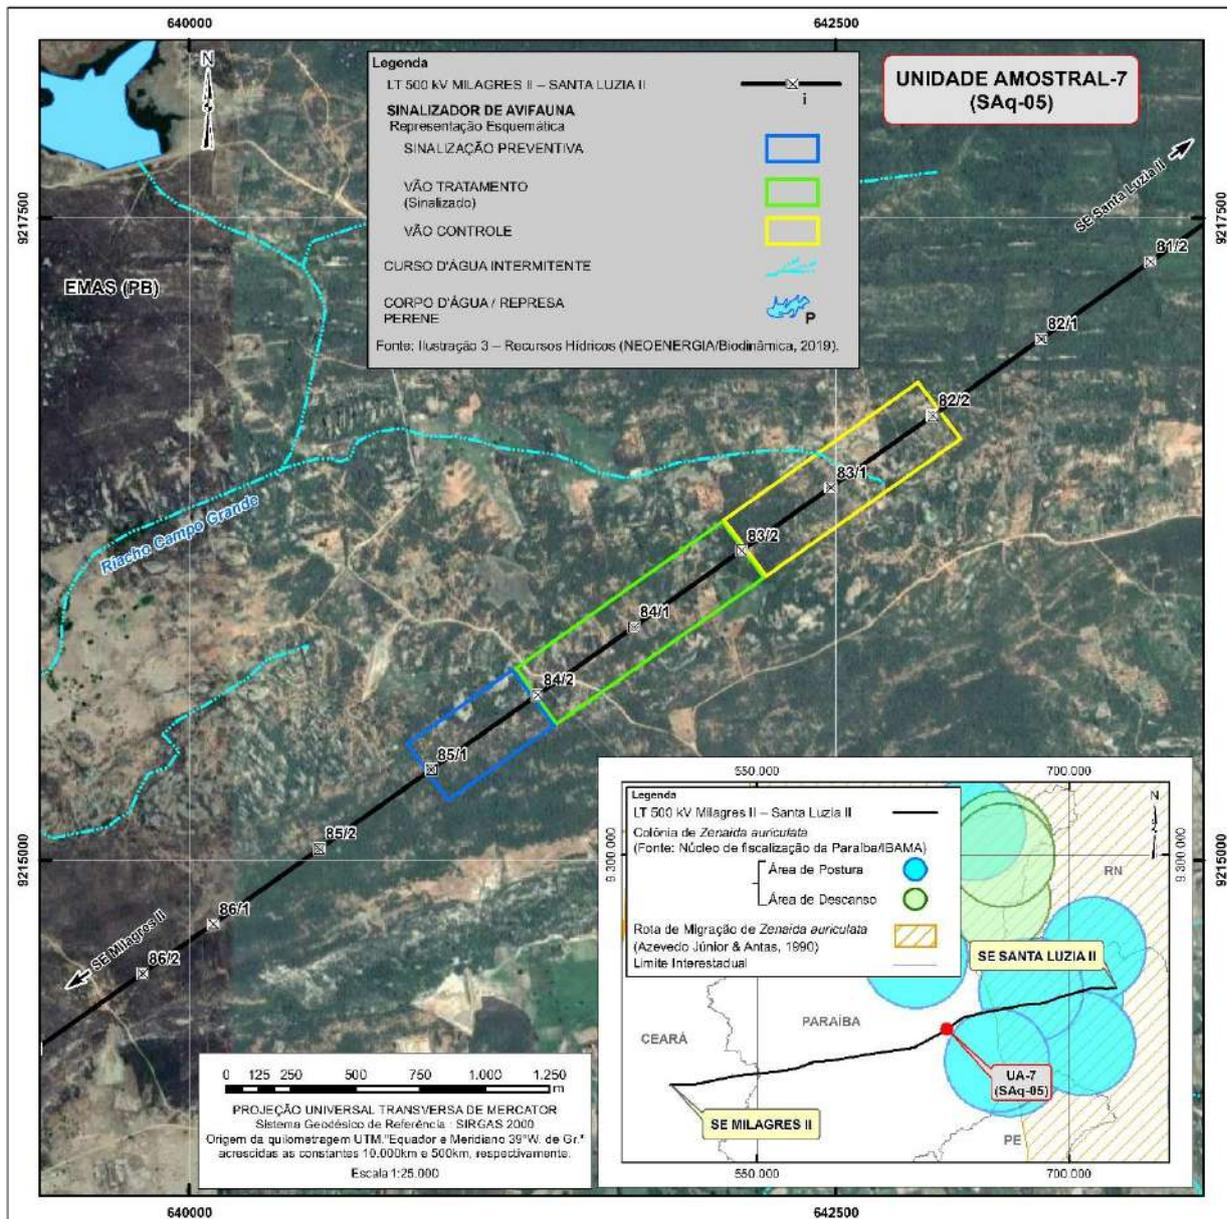 640000
642500
N
Legenda
LT 500 kV MILAGRES II – SANTA LUZIA II
i
SINALIZADOR DE AVIFAUNA
Representação Esquemática
SINALIZAÇÃO PREVENTIVA
VÃO TRATAMENTO
(Sinalizado)
VÃO CONTROLE
CURSO D'ÁGUA INTERMITENTE
CORPO D'ÁGUA / REPRESA
PERENE
P
Fonte: Ilustração 3 – Recursos Hídricos (NEOENERGIA/Biodinâmica, 2019).
UNIDADE AMOSTRAL-7
(SAq-05)
SE Santa Luzia II
9217500
9217500
EMAS (PB)
81/2
82/1
82/2
83/1
Riacho Campo Grande
83/2
84/1
84/2
85/1
85/2
86/1
86/2
SE Milagres II
9215000
9215000
0 125 250 500 750 1.000 1.250
m
PROJEÇÃO UNIVERSAL TRANSVERSA DE MERCATOR
Sistema Geodésico de Referência : SIRGAS 2000
Origem da quilometragem UTM."Equador e Meridiano 39°W. de Gr."
acrescidas as constantes 10.000km e 500km, respectivamente.
Escala 1:25.000
550.000
700.000
Legenda
LT 500 kV Milagres II – Santa Luzia II
Colônia de Zenaida auriculata
(Fonte: Núcleo de fiscalização da Paraíba/IBAMA)
Área de Postura
Área de Descanso
Rota de Migração de Zenaida auriculata
(Azevedo Júnior & Antas, 1990)
Limite Interestadual
N
9.300.000
9.300.000
RN
SE SANTA LUZIA II
PARAÍBA
CEARÁ
UA-7
(SAq-05)
SE MILAGRES II
PE
550.000
700.000
640000
642500